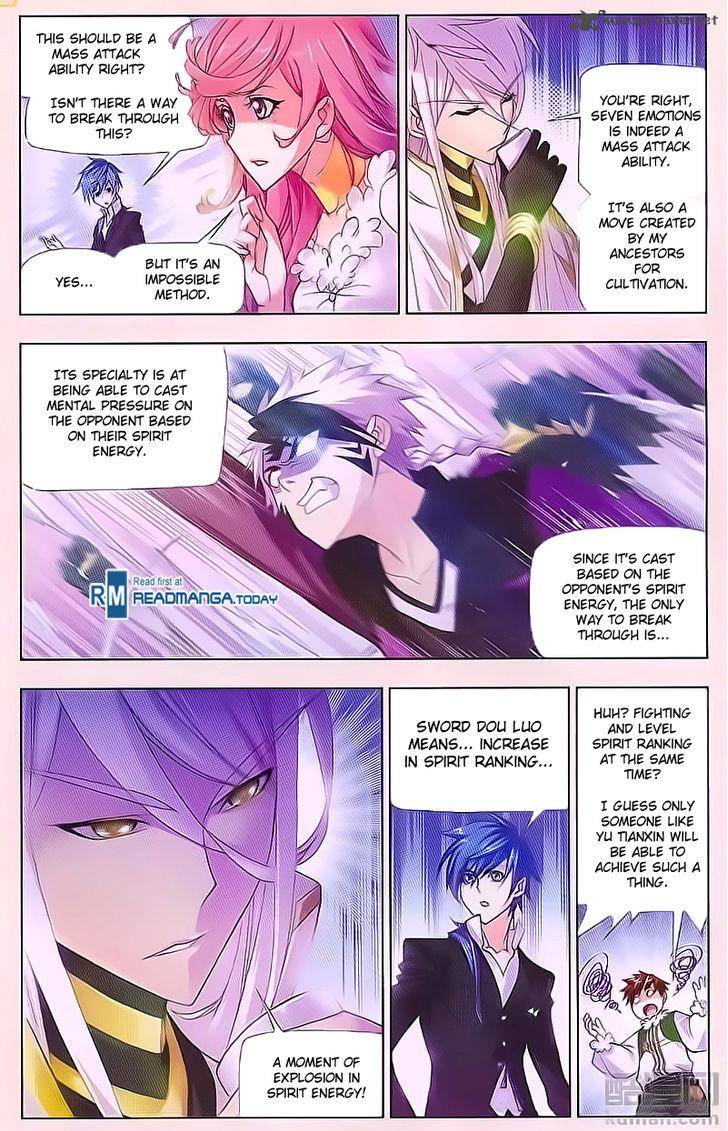 THIS SHOULD BE A
MASS ATTACK
ABILITY RIGHT?
ISN'T THERE A WAY
TO BREAK THROUGH
THIS?
YES...
BUT IT'S AN
IMPOSSIBLE
METHOD.
YOU'RE RIGHT,
SEVEN EMOTIONS
IS INDEED A
MASS ATTACK
ABILITY.
IT'S ALSO A
MOVE CREATED
BY MY
ANCESTORS
FOR
CULTIVATION.
ITS SPECIALTY IS AT
BEING ABLE TO CAST
MENTAL PRESSURE ON
THE OPPONENT BASED
ON THEIR SPIRIT
ENERGY.
RM Read first at
READMANGA.TODAY
SINCE IT'S CAST
BASED ON THE
OPPONENT'S SPIRIT
ENERGY, THE ONLY
WAY TO BREAK
THROUGH IS...
A MOMENT OF
EXPLOSION IN
SPIRIT ENERGY!
SWORD DOU LUO
MEANS... INCREASE
IN SPIRIT RANKING...
HUH? FIGHTING
AND LEVEL
SPIRIT RANKING
AT THE SAME
TIME?
I GUESS ONLY
SOMEONE LIKE
YU TIANXIN WILL
BE ABLE TO
ACHIEVE SUCH A
THING.
kuman.com